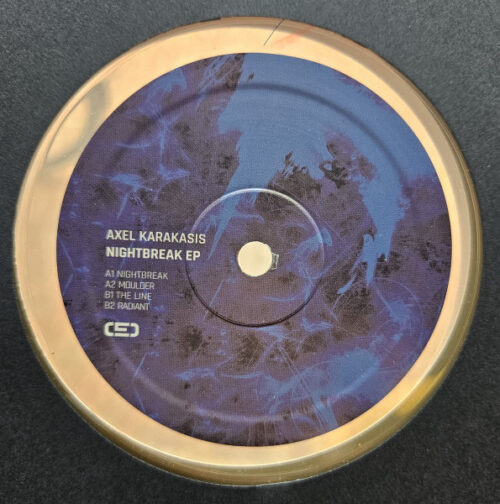 AXEL KARAKASIS
NIGHTBREAK EP
A1 NIGHTBREAK
A2 MOULDER
B1 THE LINE
B2 RADIANT